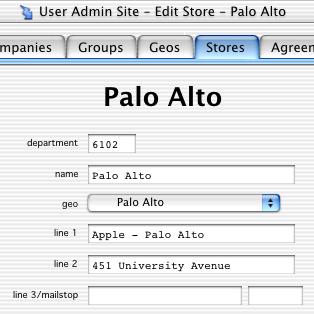 User Admin Site - Edit Store - Palo Alto
mpanies Groups Geos Stores Agreen
Palo Alto
department 6102
name Palo Alto
geo Palo Alto
line 1 Apple - Palo Alto
line 2 451 University Avenue
line 3/mailstop